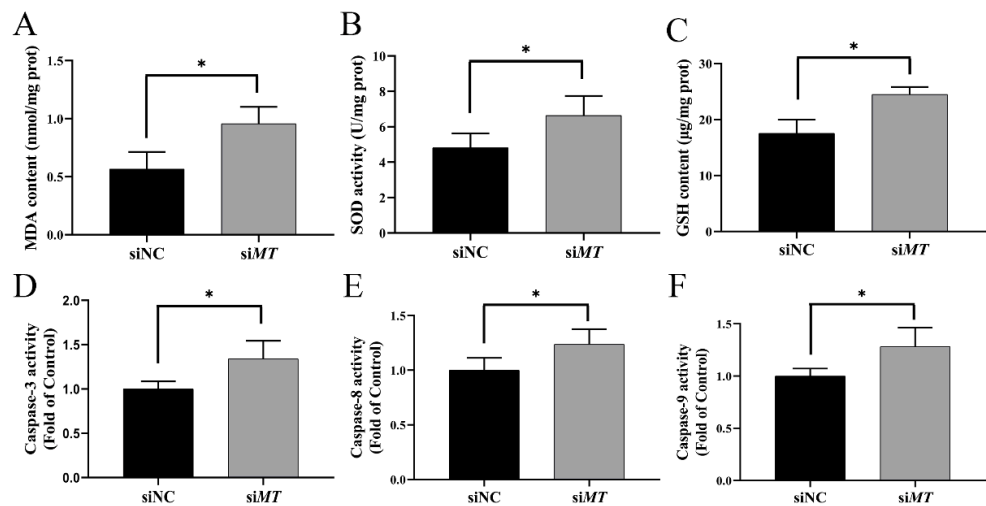 A
MDA content (nmol/mg prot)
1.5
1.0
0.5
0.0
*
siNC
siMT
B
SOD activity (U/mg prot)
10
8
6
4
2
0
*
siNC
siMT
C
GSH content (μg/mg prot)
30
20
10
0
*
siNC
siMT
D
Caspase-3 activity
(Fold of Control)
2.0
1.5
1.0
0.5
0.0
*
siNC
siMT
E
Caspase-8 activity
(Fold of Control)
1.5
1.0
0.5
0.0
*
siNC
siMT
F
Caspase-9 activity
(Fold of Control)
1.5
1.0
0.5
0.0
*
siNC
siMT